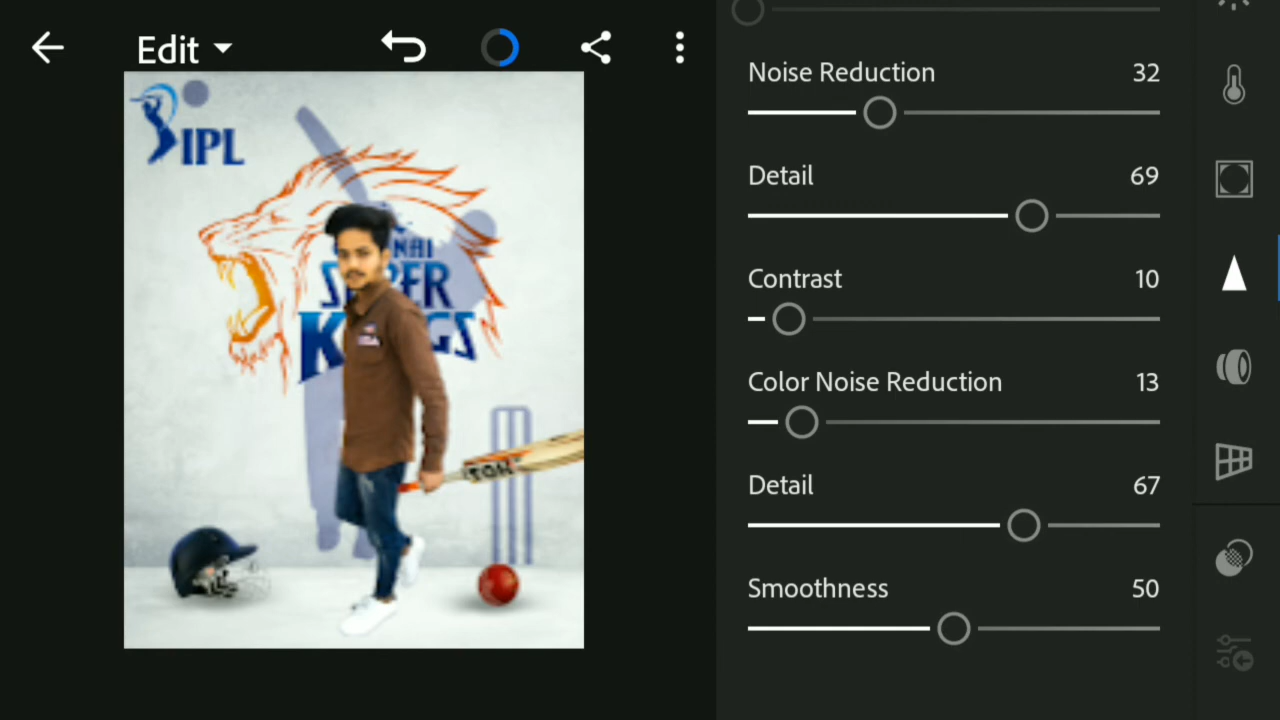 Edit
Noise Reduction 32
Detail 69
Contrast 10
Color Noise Reduction 13
Detail 67
Smoothness 50
IPL